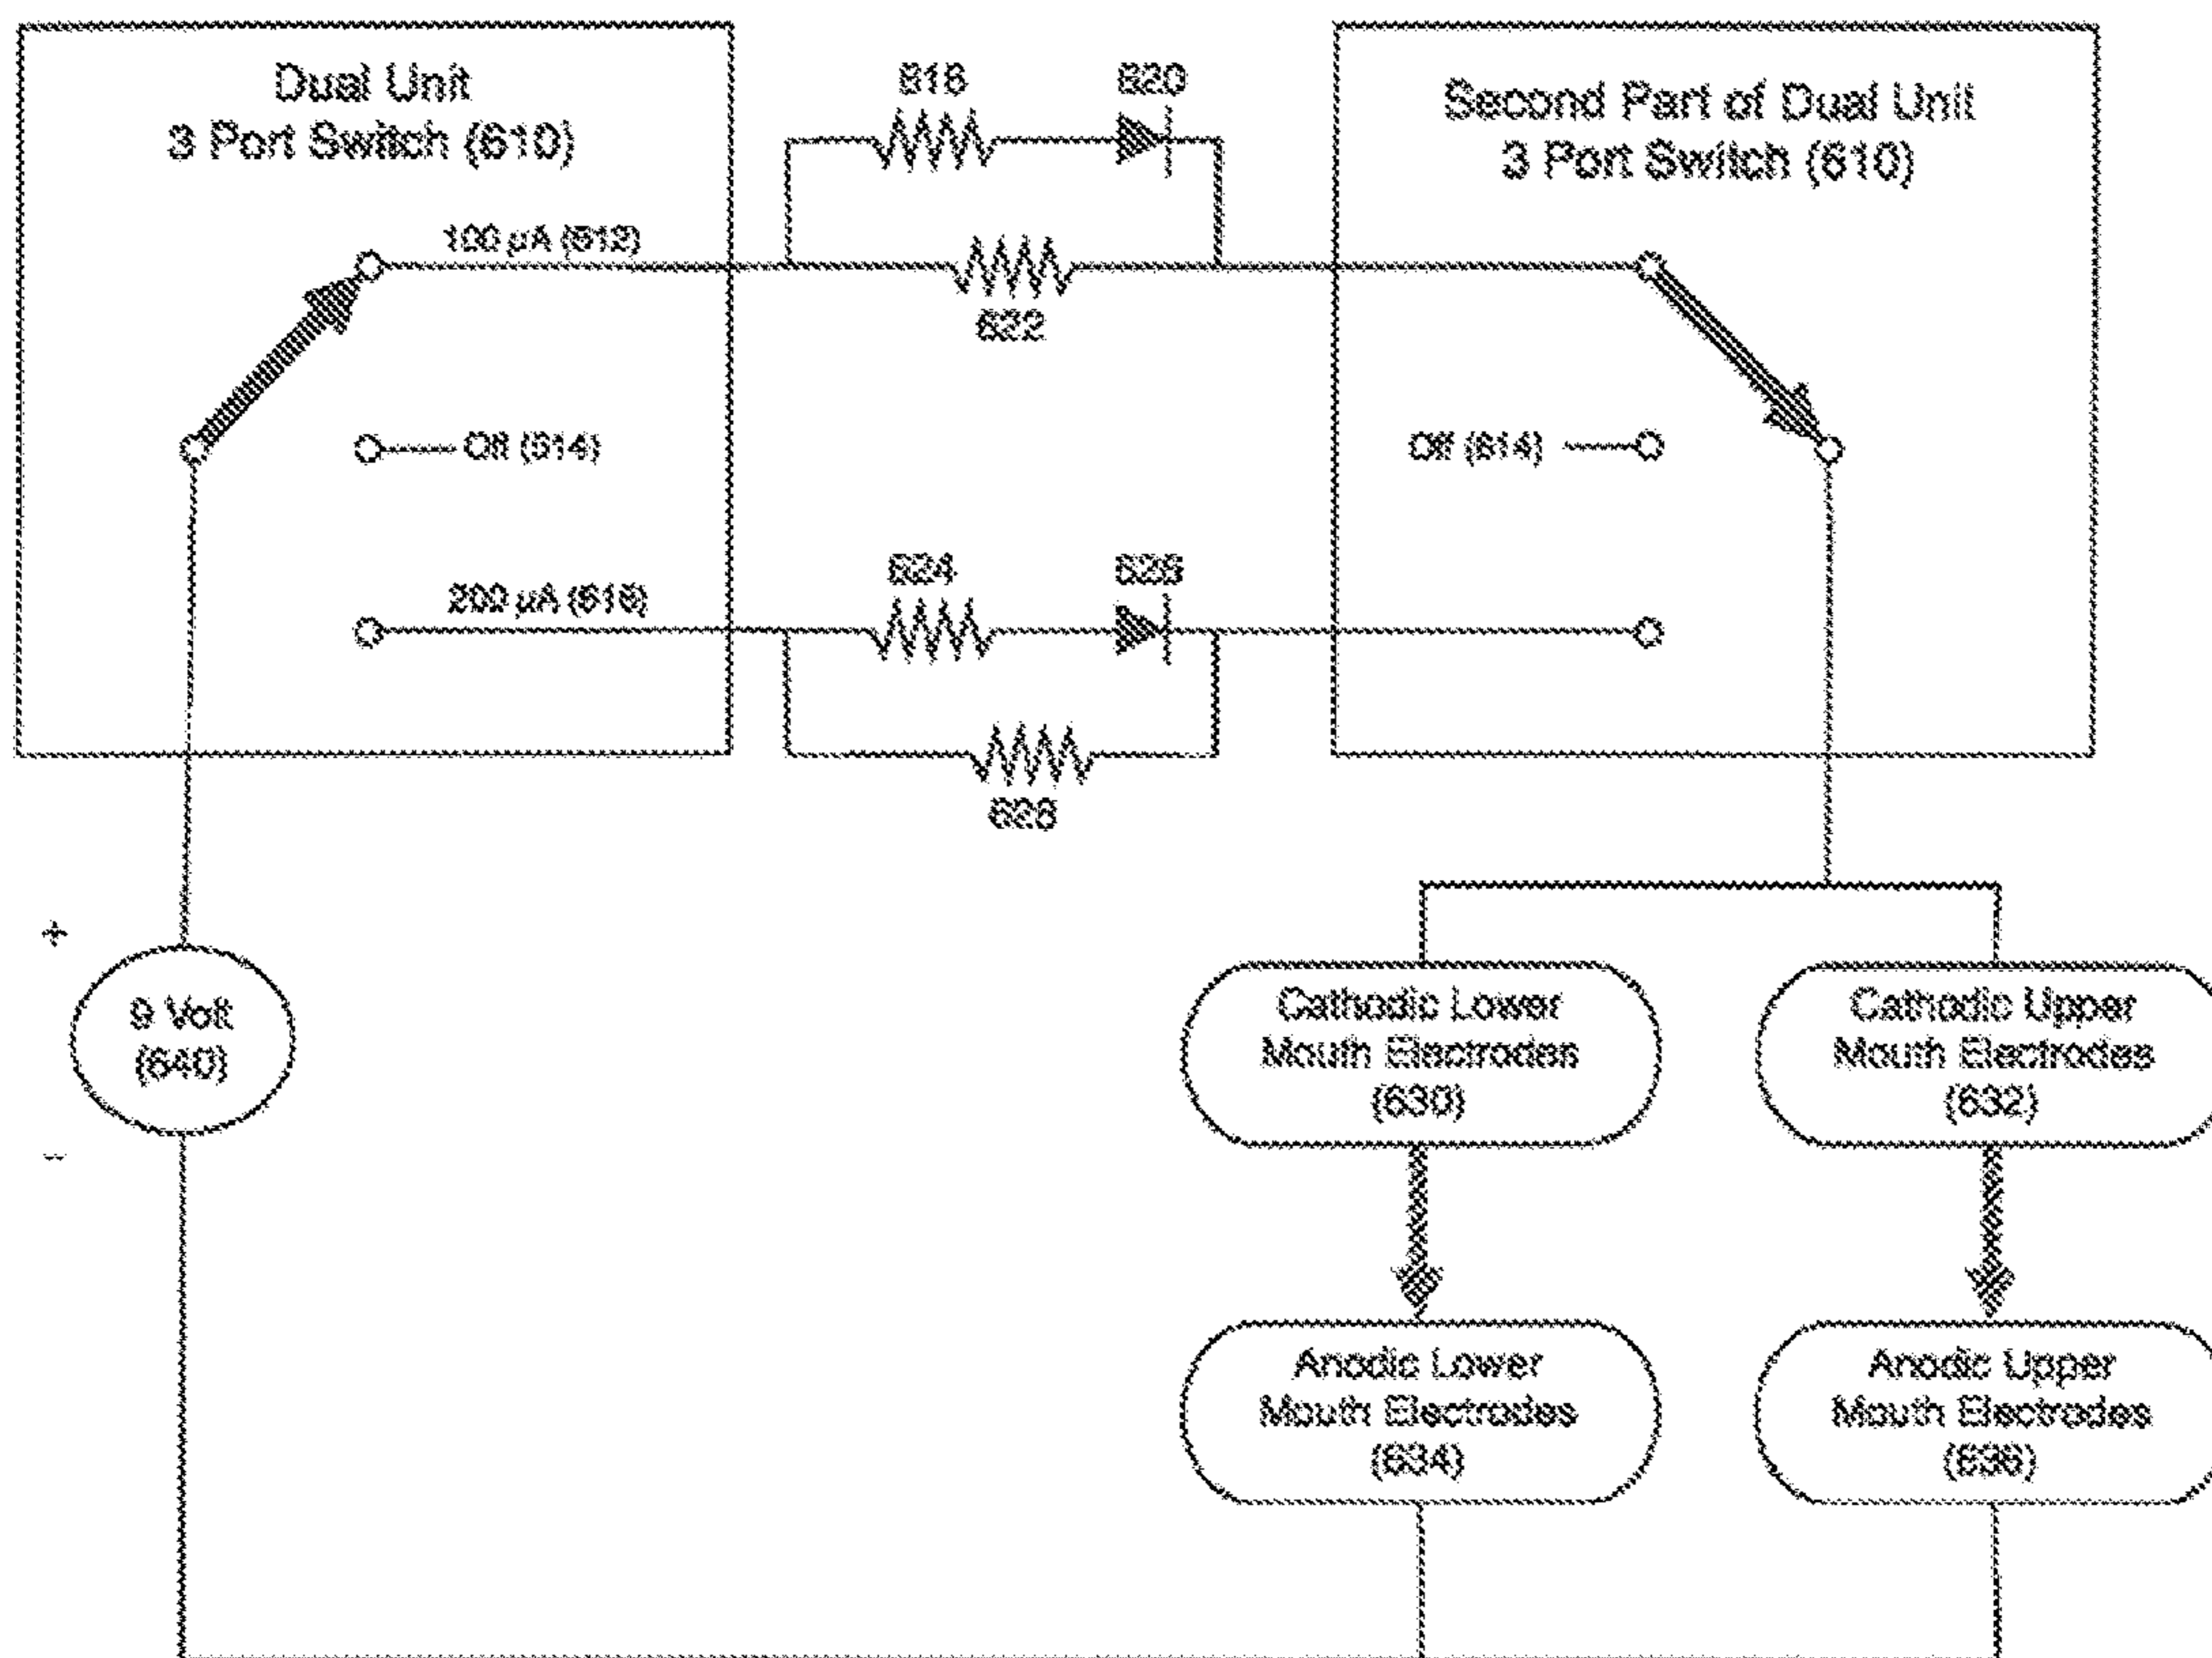 Dual Unit
3 Port Switch (610)
618
620
Second Part of Dual Unit
3 Port Switch (610)
100 µA (612)
622
Off (614)
Off (614)
200 µA (616)
624
626
628
+
9 Volt
(640)
-
Cathodic Lower
Mouth Electrodes
(630)
Cathodic Upper
Mouth Electrodes
(632)
Anodic Lower
Mouth Electrodes
(634)
Anodic Upper
Mouth Electrodes
(636)